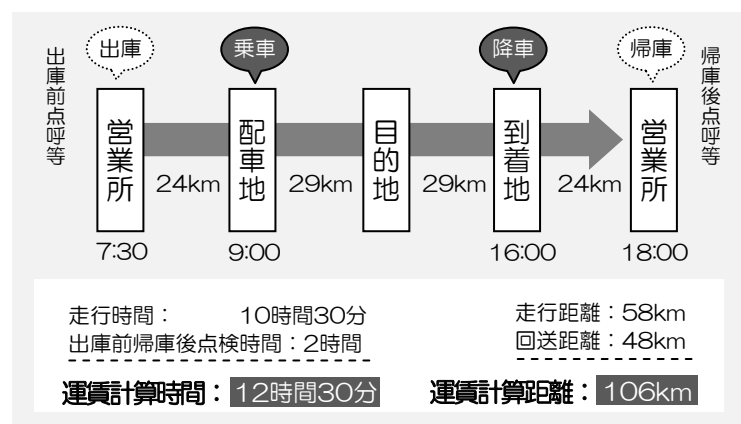 出庫
乗車
降車
帰庫
出庫前点呼等
営業所
配車地
目的地
到着地
営業所
帰庫後点呼等
24km
29km
29km
24km
7:30
9:00
16:00
18:00
走行時間： 10時間30分
出庫前帰庫後点検時間：2時間
運賃計算時間： 12時間30分
走行距離：58km
回送距離：48km
運賃計算距離： 106km